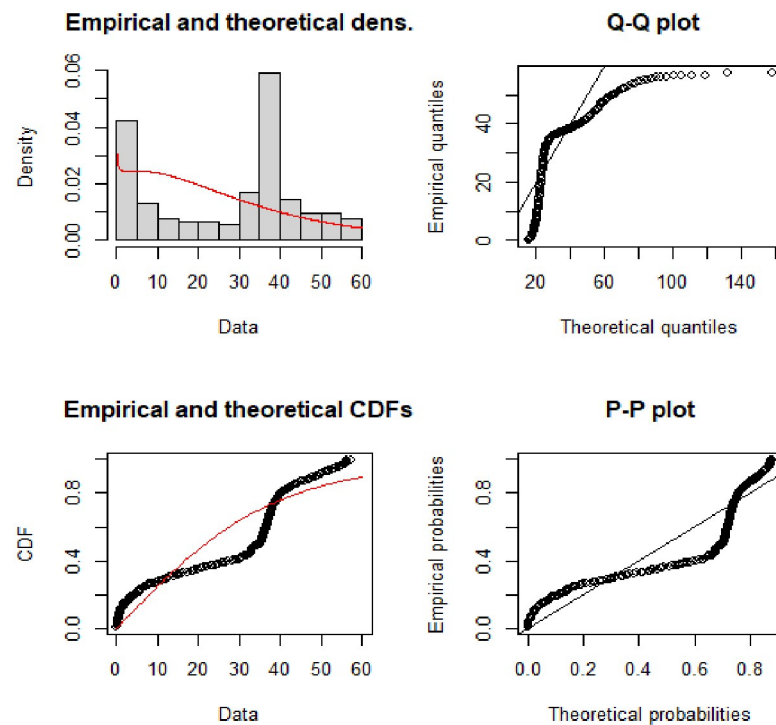 Empirical and theoretical dens.
Density
0.00 0.02 0.04 0.06
0 10 20 30 40 50 60
Data
Q-Q plot
Empirical quantiles
0 20 40
20 60 100 140
Theoretical quantiles
Empirical and theoretical CDFs
CDF
0.0 0.4 0.8
0 10 20 30 40 50 60
Data
P-P plot
Empirical probabilities
0.0 0.4 0.8
0.0 0.2 0.4 0.6 0.8
Theoretical probabilities